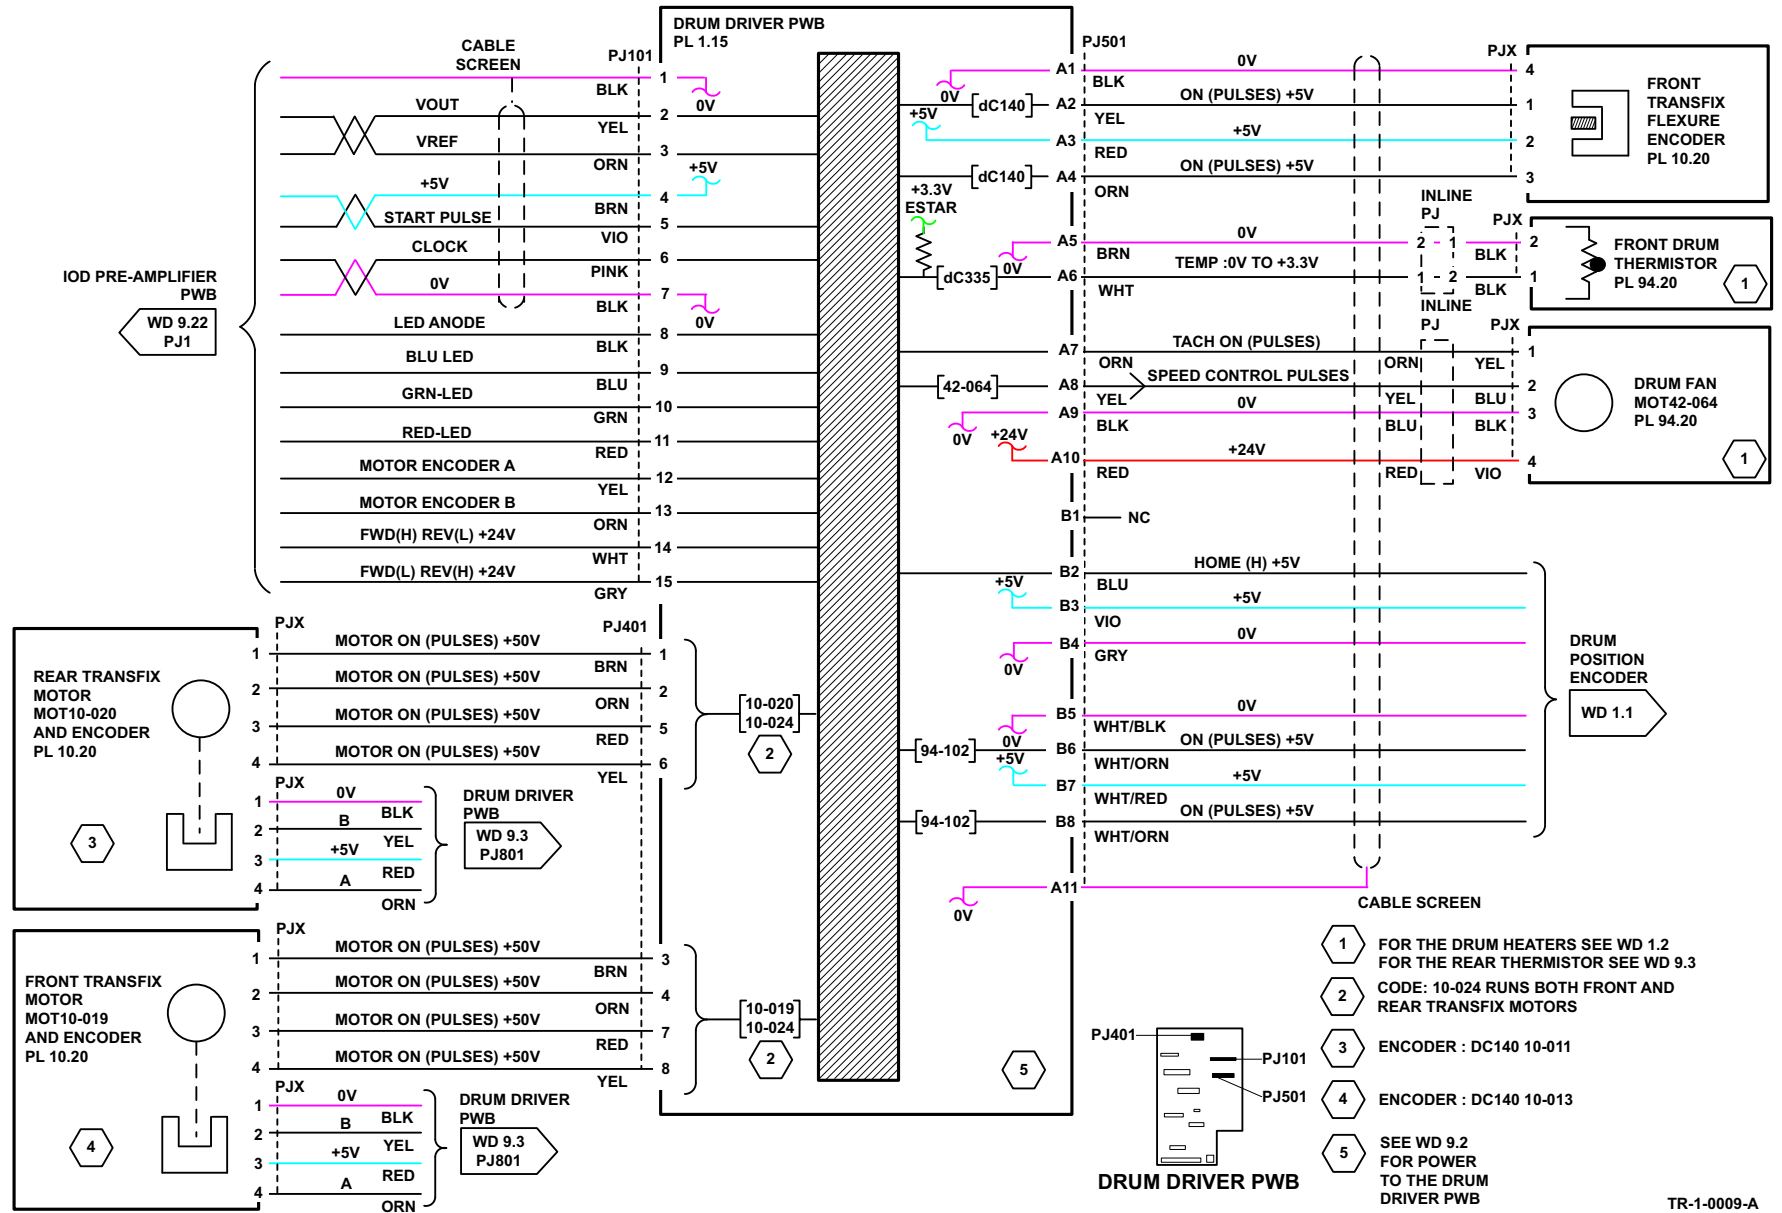 DRUM DRIVER PWB
PL 1.15
CABLE
SCREEN
PJ101
1
BLK
0V
VOUT
2
YEL
VREF
3
ORN
+5V
+5V
4
BRN
START PULSE
5
VIO
CLOCK
6
PINK
0V
7
BLK
0V
LED ANODE
8
BLK
BLU LED
9
BLU
GRN-LED
10
GRN
RED-LED
11
RED
MOTOR ENCODER A
12
YEL
MOTOR ENCODER B
13
ORN
FWD(H) REV(L) +24V
14
WHT
FWD(L) REV(H) +24V
15
GRY
IOD PRE-AMPLIFIER
PWB
WD 9.22
PJ1
PJX
PJ401
REAR TRANSFIX
MOTOR
MOT10-020
AND ENCODER
PL 10.20
1
MOTOR ON (PULSES) +50V
BRN
1
2
MOTOR ON (PULSES) +50V
ORN
2
3
MOTOR ON (PULSES) +50V
RED
5
4
MOTOR ON (PULSES) +50V
YEL
6
10-020
10-024
2
PJX
1
0V
BLK
2
B
YEL
3
+5V
RED
4
A
ORN
DRUM DRIVER
PWB
WD 9.3
PJ801
3
PJX
FRONT TRANSFIX
MOTOR
MOT10-019
AND ENCODER
PL 10.20
1
MOTOR ON (PULSES) +50V
BRN
3
2
MOTOR ON (PULSES) +50V
ORN
4
3
MOTOR ON (PULSES) +50V
RED
7
4
MOTOR ON (PULSES) +50V
YEL
8
10-019
10-024
2
PJX
1
0V
BLK
2
B
YEL
3
+5V
RED
4
A
ORN
DRUM DRIVER
PWB
WD 9.3
PJ801
4
5
PJ501
PJX
0V
A1
BLK
0V
4
dC140
A2
YEL
ON (PULSES) +5V
1
+5V
A3
RED
+5V
2
dC140
A4
ORN
ON (PULSES) +5V
3
FRONT
TRANSFIX
FLEXURE
ENCODER
PL 10.20
+3.3V
ESTAR
INLINE
PJ
PJX
0V
A5
BRN
0V
2 - 1
BLK
2
dC335
A6
WHT
TEMP :0V TO +3.3V
1 - 2
BLK
1
FRONT DRUM
THERMISTOR
PL 94.20
1
INLINE
PJ
PJX
A7
ORN
TACH ON (PULSES)
ORN
YEL
1
42-064
A8
YEL
SPEED CONTROL PULSES
YEL
BLU
2
0V
A9
BLK
0V
BLU
BLK
3
+24V
A10
RED
+24V
RED
VIO
4
DRUM FAN
MOT42-064
PL 94.20
1
B1
NC
B2
BLU
HOME (H) +5V
+5V
B3
VIO
+5V
0V
B4
GRY
0V
0V
B5
WHT/BLK
0V
94-102
B6
WHT/ORN
ON (PULSES) +5V
+5V
B7
WHT/RED
+5V
94-102
B8
WHT/ORN
ON (PULSES) +5V
0V
A11
CABLE SCREEN
DRUM
POSITION
ENCODER
WD 1.1
1
FOR THE DRUM HEATERS SEE WD 1.2
FOR THE REAR THERMISTOR SEE WD 9.3
2
CODE: 10-024 RUNS BOTH FRONT AND
REAR TRANSFIX MOTORS
3
ENCODER : DC140 10-011
4
ENCODER : DC140 10-013
5
SEE WD 9.2
FOR POWER
TO THE DRUM
DRIVER PWB
PJ401
PJ101
PJ501
DRUM DRIVER PWB
TR-1-0009-A